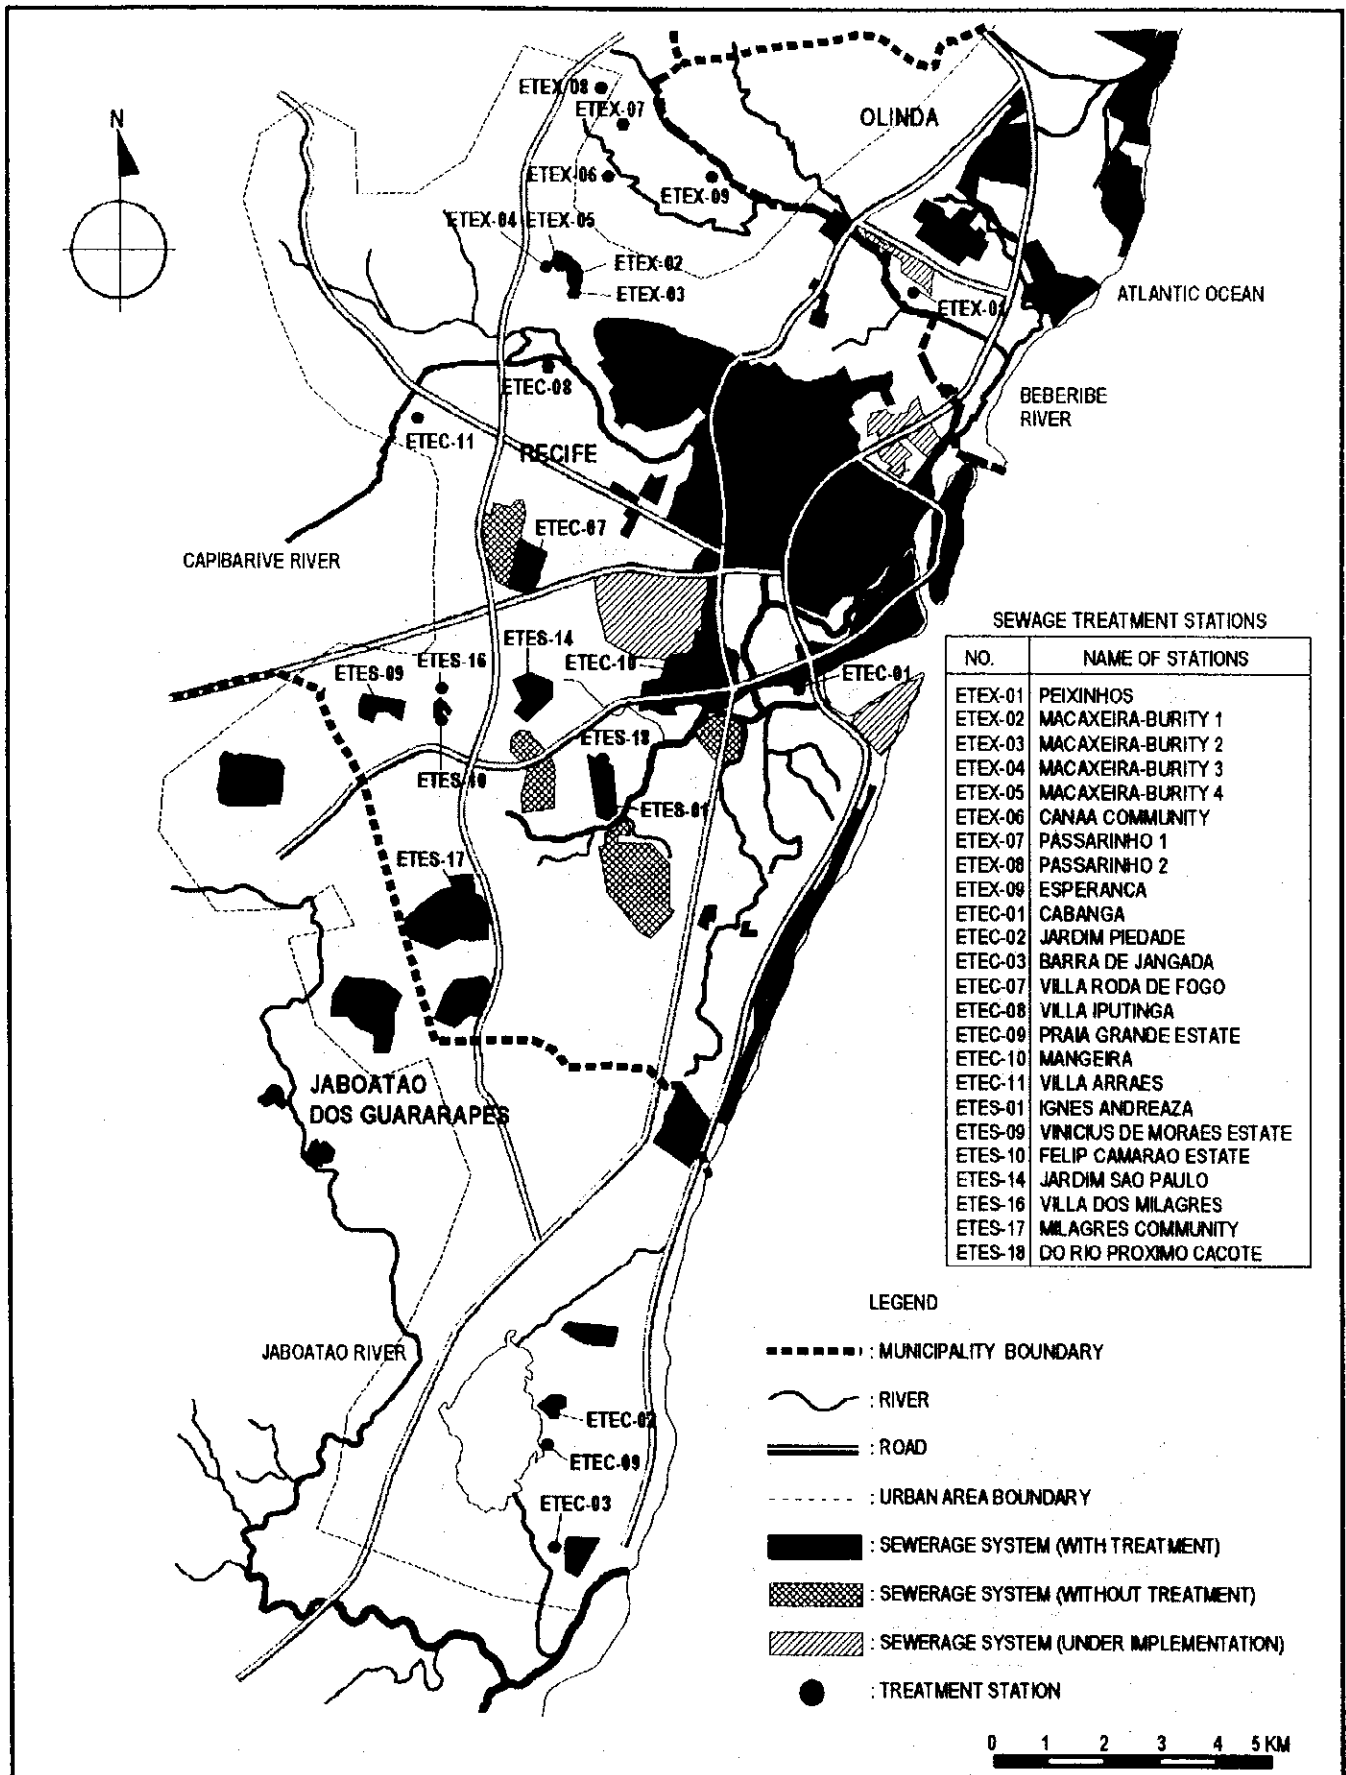 N
ETEX-08
ETEX-07
OLINDA
ETEX-06
ETEX-09
ETEX-04
ETEX-05
ETEX-02
ETEX-03
ETEX-01
ATLANTIC OCEAN
ETEC-08
BEBERIBE
RIVER
ETEC-11
RECIFE
ETEC-07
CAPIBARIVE RIVER
ETES-14
ETES-16
ETEC-10
ETES-09
ETEC-01
ETES-18
ETES-10
ETES-01
ETES-17
JABOATAO
DOS GUARARAPES
JABOATAO RIVER
ETEC-02
ETEC-09
ETEC-03
SEWAGE TREATMENT STATIONS
NO. NAME OF STATIONS
ETEX-01 PEIXINHOS
ETEX-02 MACAXEIRA-BURITY 1
ETEX-03 MACAXEIRA-BURITY 2
ETEX-04 MACAXEIRA-BURITY 3
ETEX-05 MACAXEIRA-BURITY 4
ETEX-06 CANAA COMMUNITY
ETEX-07 PASSARINHO 1
ETEX-08 PASSARINHO 2
ETEX-09 ESPERANCA
ETEC-01 CABANGA
ETEC-02 JARDIM PIEDADE
ETEC-03 BARRA DE JANGADA
ETEC-07 VILLA RODA DE FOGO
ETEC-08 VILLA IPUTINGA
ETEC-09 PRAIA GRANDE ESTATE
ETEC-10 MANGEIRA
ETEC-11 VILLA ARRAES
ETES-01 IGNES ANDREAZA
ETES-09 VINICIUS DE MORAES ESTATE
ETES-10 FELIP CAMARAO ESTATE
ETES-14 JARDIM SAO PAULO
ETES-16 VILLA DOS MILAGRES
ETES-17 MILAGRES COMMUNITY
ETES-18 DO RIO PROXIMO CACOTE
LEGEND
: MUNICIPALITY BOUNDARY
: RIVER
: ROAD
: URBAN AREA BOUNDARY
: SEWERAGE SYSTEM (WITH TREATMENT)
: SEWERAGE SYSTEM (WITHOUT TREATMENT)
: SEWERAGE SYSTEM (UNDER IMPLEMENTATION)
: TREATMENT STATION
0 1 2 3 4 5 KM